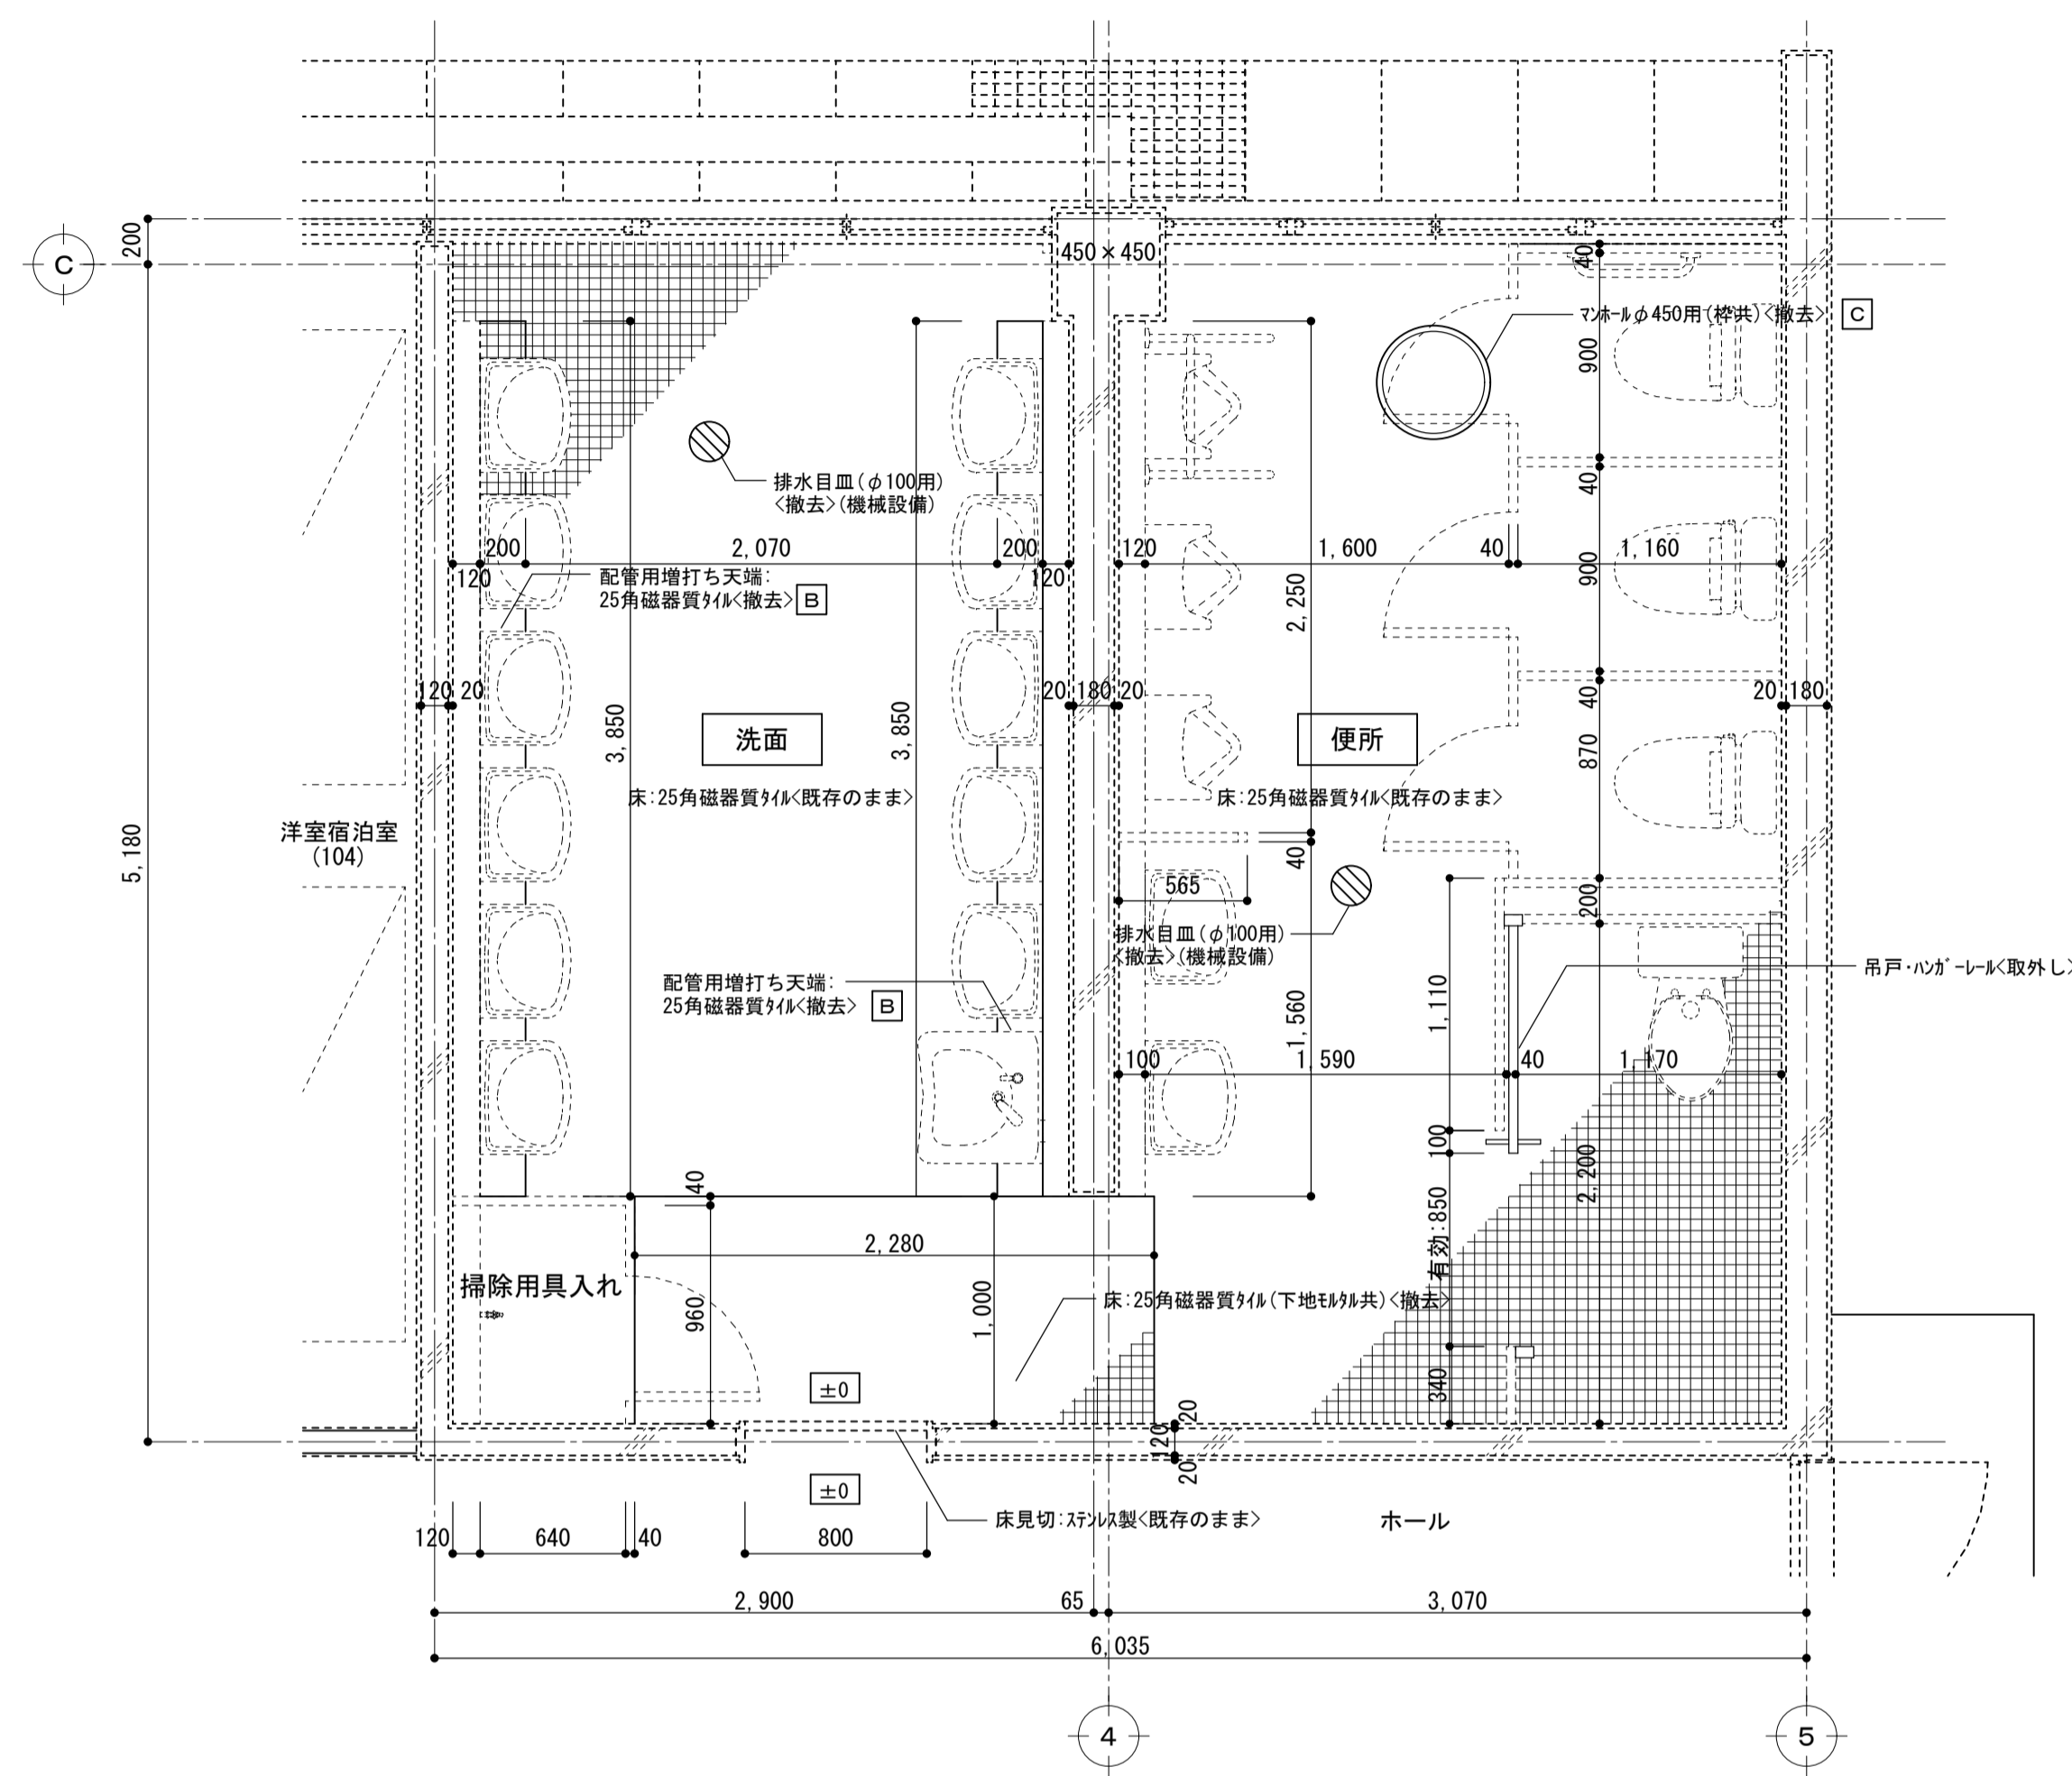 200
C
450×450
40
マンホールφ450用(枠共)<撤去>
C
900
排水目皿(φ100用)
<撤去>(機械設備)
40
200
2,070
200
120
1,600
40
1,160
120
120
配管用増打ち天端:
25角磁器質タイル<撤去>
B
2,250
900
120
20
20
180
20
40
20
180
3,850
洗面
3,850
便所
870
床:25角磁器質タイル<既存のまま>
床:25角磁器質タイル<既存のまま>
洋室宿泊室
(104)
5,180
40
565
200
排水目皿(φ100用)
<撤去>(機械設備)
吊戸・ハンガーレール<取外し>
配管用増打ち天端:
25角磁器質タイル<撤去>
B
1,560
1,110
100
1,590
40
1,170
100
40
2,200
2,280
有効:850
掃除用具入れ
960
1,000
床:25角磁器質タイル(下地モルタル共)<撤去>
±0
340
20
120
20
±0
床見切:ステンレス製<既存のまま>
ホール
120
640
40
800
2,900
65
3,070
6,035
4
5